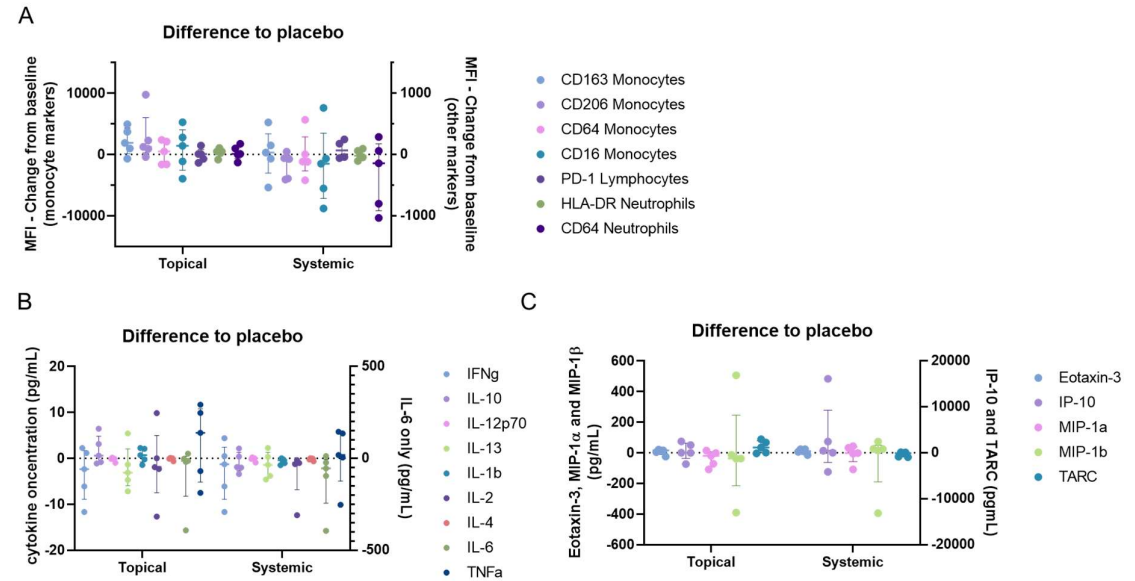 A
Difference to placebo
MFI - Change from baseline
(monocyte markers)
10000
0
-10000
1000
0
-1000
MFI - Change from baseline
(other markers)
Topical
Systemic
CD163 Monocytes
CD206 Monocytes
CD64 Monocytes
CD16 Monocytes
PD-1 Lymphocytes
HLA-DR Neutrophils
CD64 Neutrophils
B
Difference to placebo
cytokine oncentration (pg/mL)
20
10
0
-10
-20
500
0
-500
IL-6 only (pg/mL)
Topical
Systemic
IFNg
IL-10
IL-12p70
IL-13
IL-1b
IL-2
IL-4
IL-6
TNFa
C
Difference to placebo
Eotaxin-3, MIP-1α and MIP-1β
(pg/mL)
600
400
200
0
-200
-400
-600
20000
10000
0
-10000
-20000
IP-10 and TARC (pgmL)
Topical
Systemic
Eotaxin-3
IP-10
MIP-1a
MIP-1b
TARC